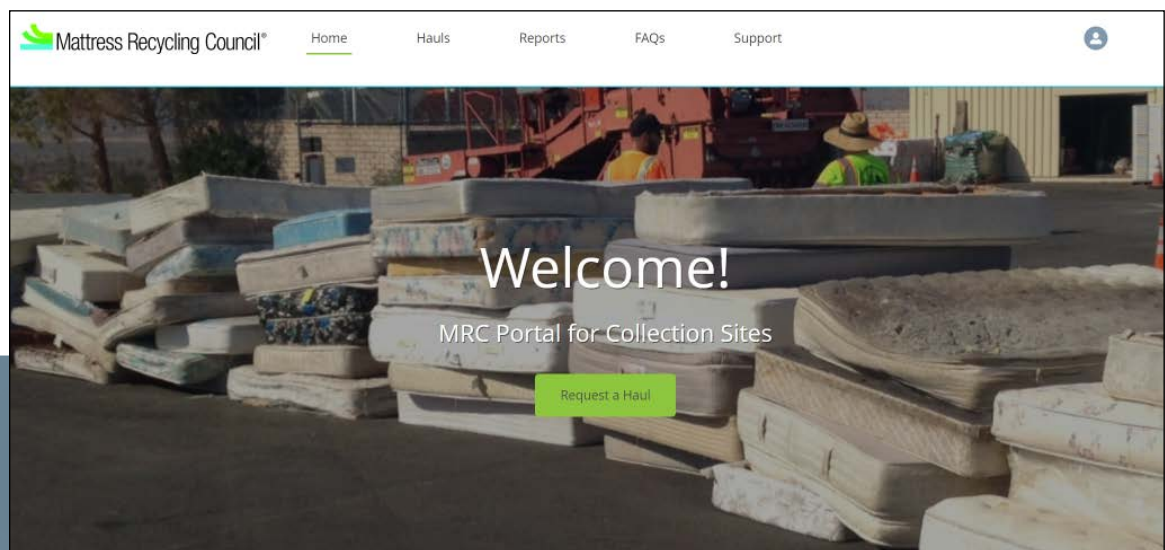 Mattress Recycling Council®
Home
Hauls
Reports
FAQs
Support
Welcome!
MRC Portal for Collection Sites
Request a Haul